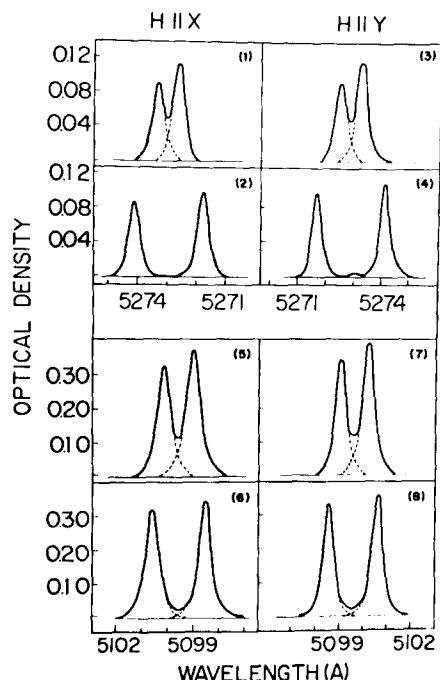 H II X H II Y
0.12 (1) (3)
0.08
0.04
0.12 (2) (4)
0.08
0.04
5274 5271 5271 5274
OPTICAL DENSITY
(5) (7)
0.30
0.20
0.10
(6) (8)
0.30
0.20
0.10
5102 5099 5099 5102
WAVELENGTH (A)